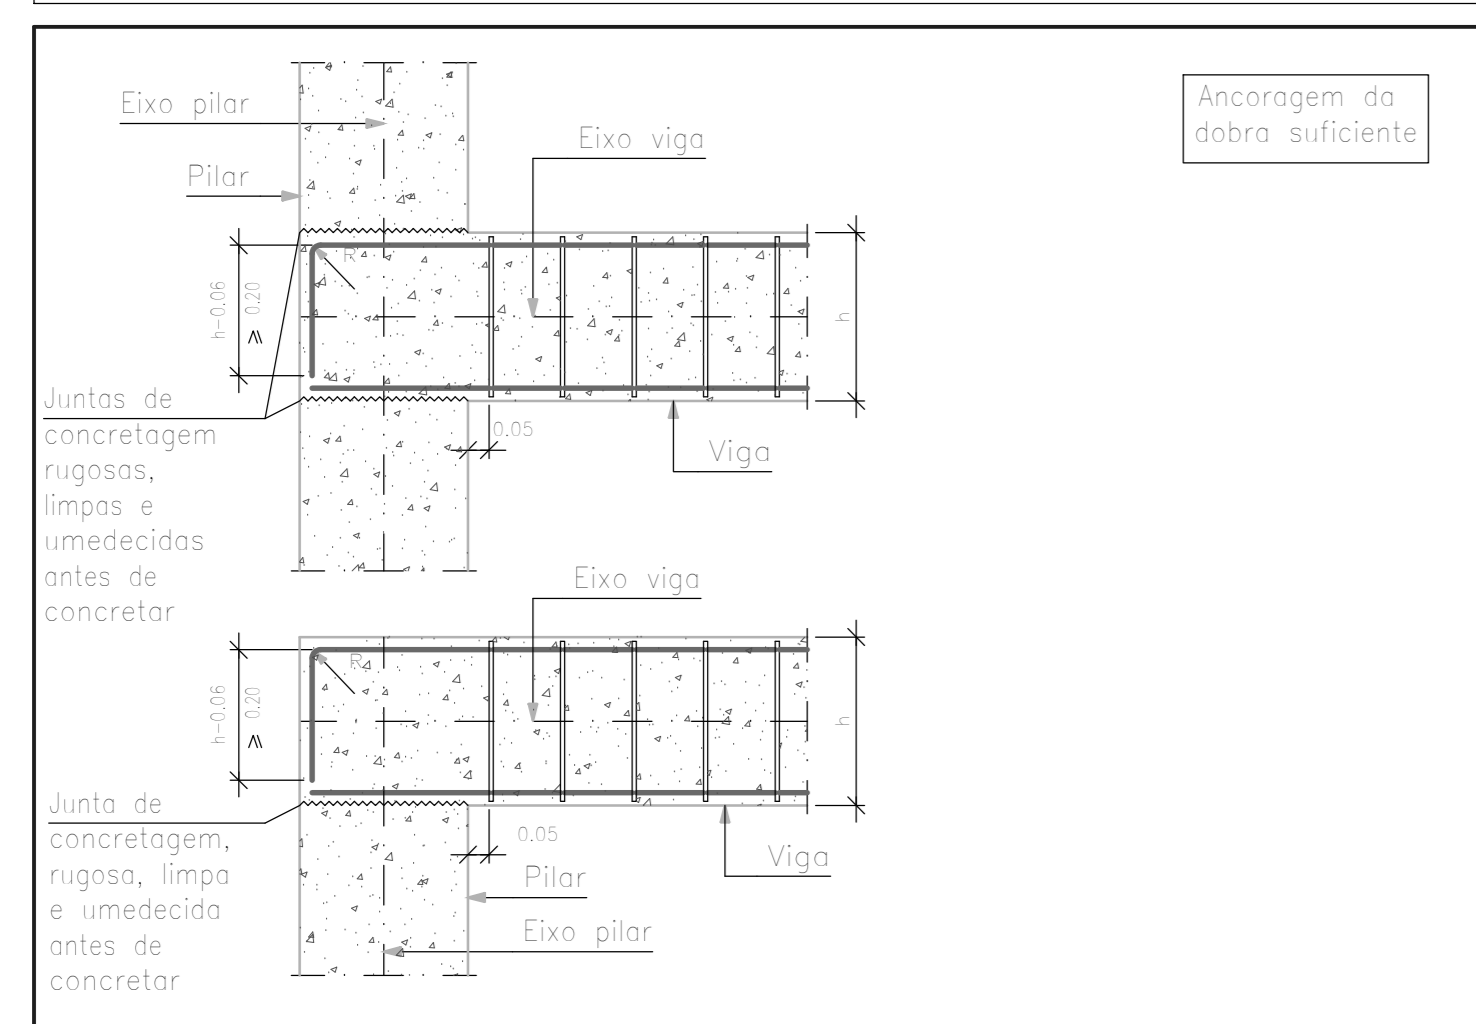 Eixo pilar
Eixo viga
Ancoragem da
dobra suficiente
Pilar
R
h-0.06
≥ 0.20
h
Juntas de
concretagem
rugosas,
limpas e
umedecidas
antes de
concretar
0.05
Viga
Eixo viga
R
h-0.06
≥ 0.20
h
Junta de
concretagem,
rugosa, limpa
e umedecida
antes de
concretar
0.05
Viga
Pilar
Eixo pilar